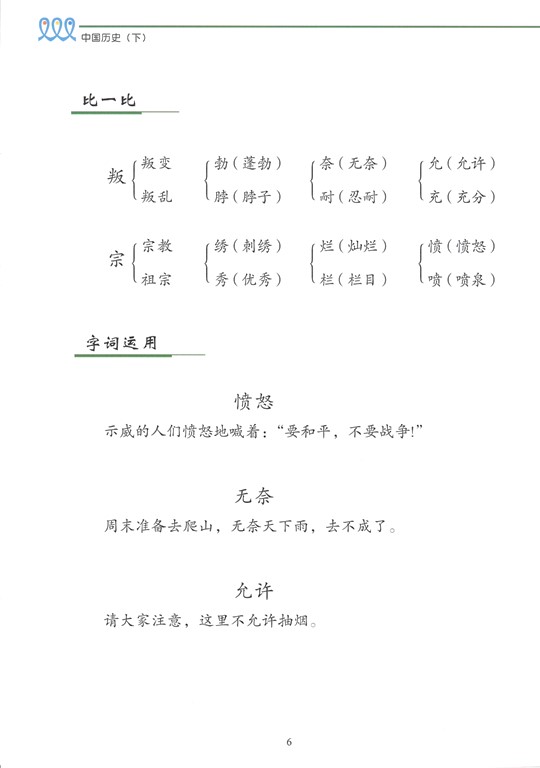 中国历史（下）
比一比
叛 叛变 勃（蓬勃） 奈（无奈） 允（允许）
叛乱 脖（脖子） 耐（忍耐） 充（充分）
宗 宗教 绣（刺绣） 烂（灿烂） 愤（愤怒）
祖宗 秀（优秀） 栏（栏目） 喷（喷泉）
字词运用
愤怒
示威的人们愤怒地喊着：“要和平，不要战争!”
无奈
周末准备去爬山，无奈天下雨，去不成了。
允许
请大家注意，这里不允许抽烟。
6